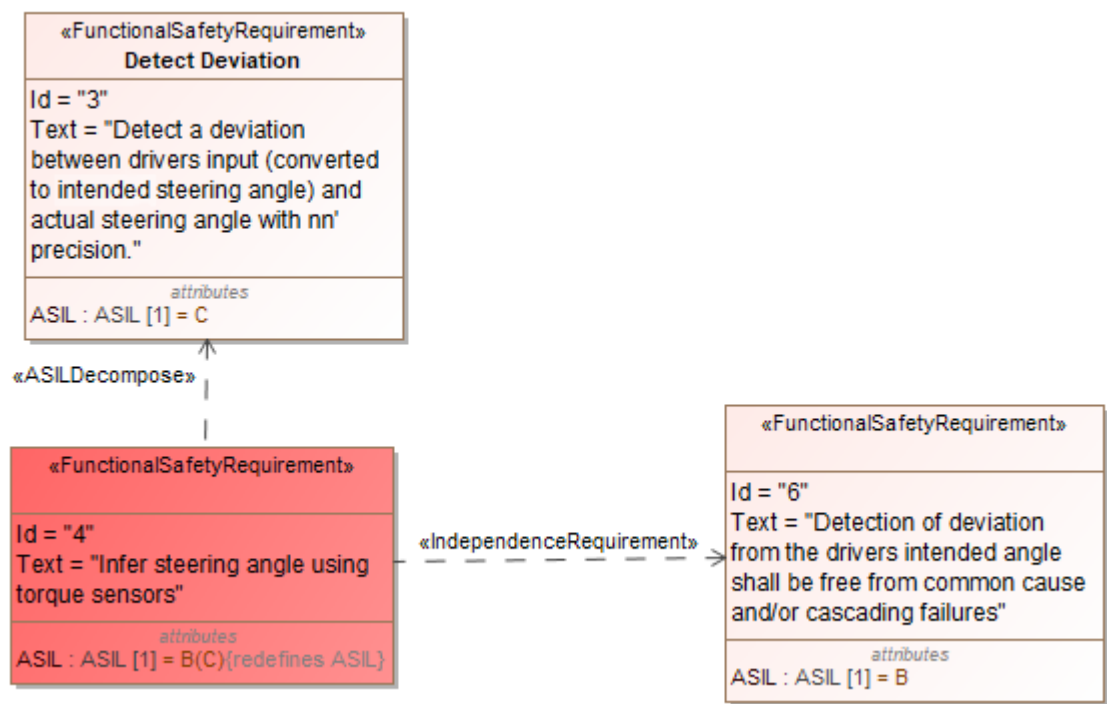 «FunctionalSafetyRequirement»
Detect Deviation
Id = "3"
Text = "Detect a deviation
between drivers input (converted
to intended steering angle) and
actual steering angle with nn'
precision."
attributes
ASIL : ASIL [1] = C
«ASILDecompose»
«FunctionalSafetyRequirement»
Id = "4"
Text = "Infer steering angle using
torque sensors"
attributes
ASIL : ASIL [1] = B(C){redefines ASIL}
«IndependenceRequirement»
«FunctionalSafetyRequirement»
Id = "6"
Text = "Detection of deviation
from the drivers intended angle
shall be free from common cause
and/or cascading failures"
attributes
ASIL : ASIL [1] = B